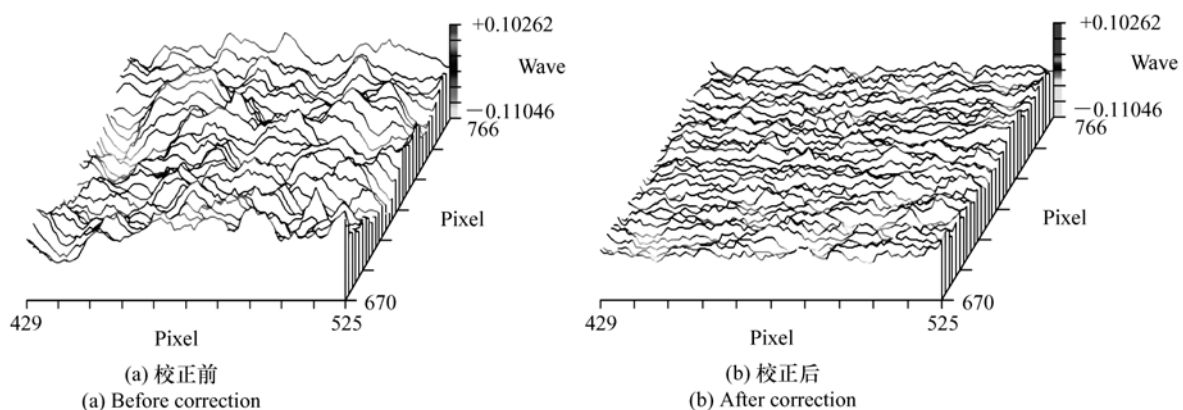 +0.10262
Wave
−0.11046
766
Pixel
670
429
525
Pixel
(a) 校正前
(a) Before correction
+0.10262
Wave
−0.11046
766
Pixel
670
429
525
Pixel
(b) 校正后
(b) After correction